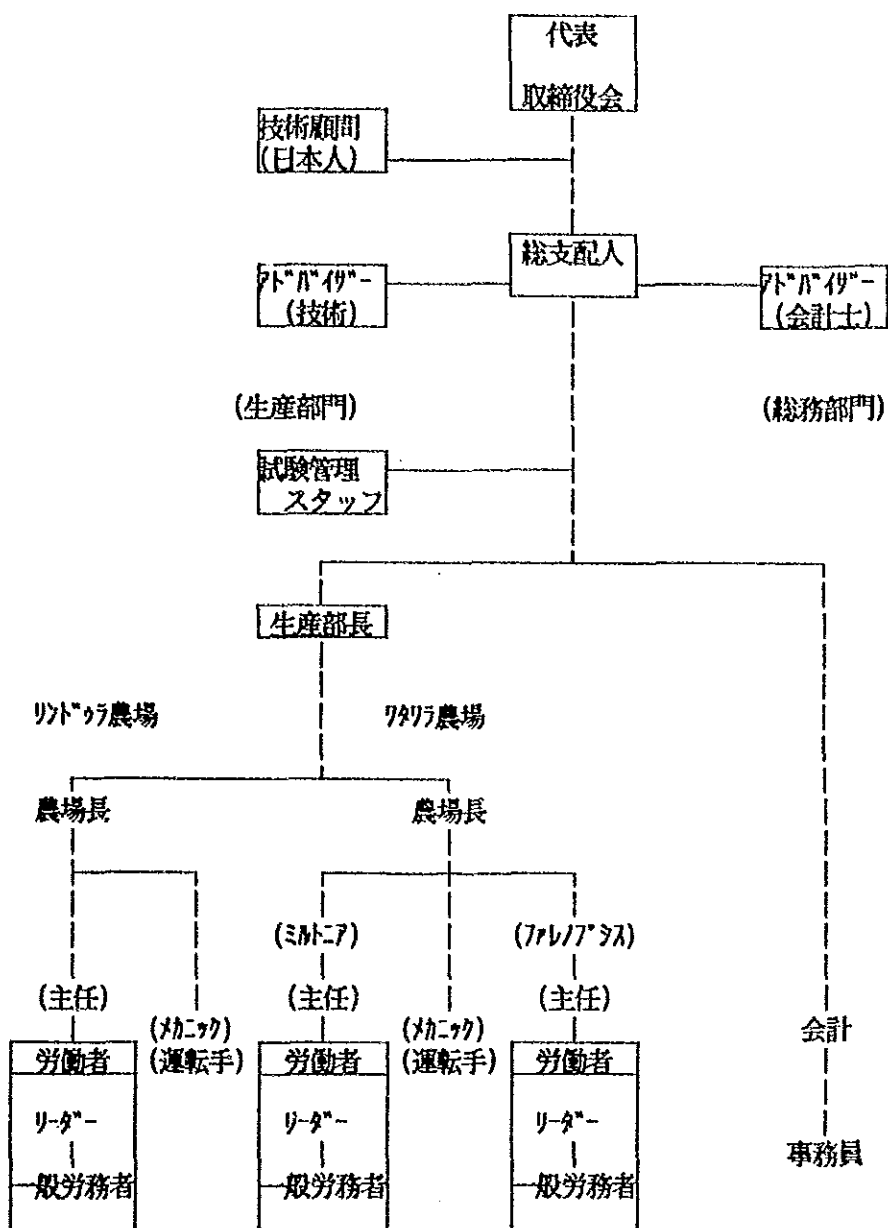 代表
取締役会
技術顧問
(日本人)
総支配人
ｱﾄﾞﾊﾞｲｻﾞｰ
(技術)
ｱﾄﾞﾊﾞｲｻﾞｰ
(会計士)
(生産部門)
(総務部門)
試験管理
スタッフ
生産部長
ﾘﾝﾄﾞｩﾗ農場
ﾜﾀﾜﾗ農場
農場長
農場長
(ﾐﾙﾄﾆｱ)
(ﾌｧﾚﾉﾌﾟｼｽ)
(主任)
(主任)
(主任)
(ﾒｶﾆｯｸ)
(運転手)
(ﾒｶﾆｯｸ)
(運転手)
会計
労働者
労働者
労働者
ﾘｰﾀﾞｰ
ﾘｰﾀﾞｰ
ﾘｰﾀﾞｰ
事務員
一般労務者
一般労務者
一般労務者